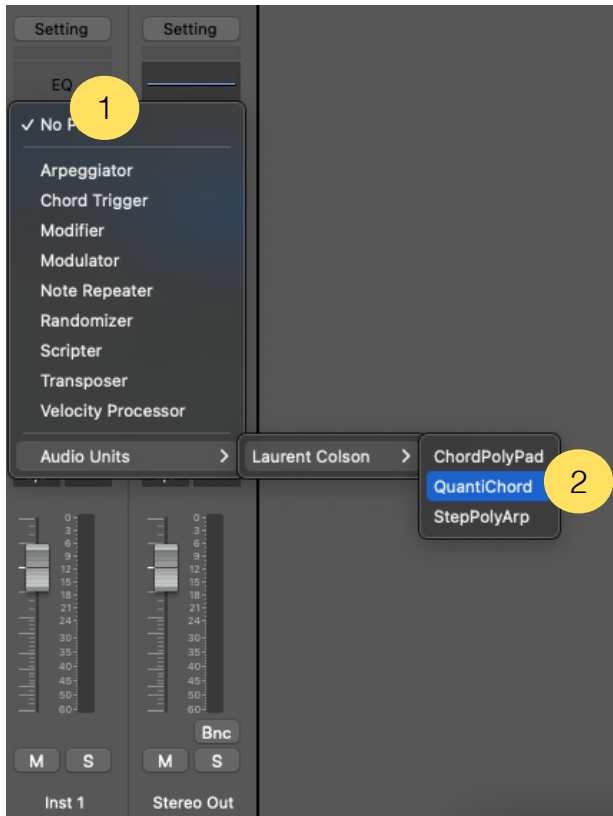 Setting
Setting
EQ
1
✓ No P
Arpeggiator
Chord Trigger
Modifier
Modulator
Note Repeater
Randomizer
Scripter
Transposer
Velocity Processor
Audio Units >
Laurent Colson >
ChordPolyPad
QuantiChord
2
StepPolyArp
0-
3-
6-
9-
12-
15-
18-
21-
24-
30-
35-
40-
45-
50-
60-
0-
3-
6-
9-
12-
15-
18-
21-
24-
30-
35-
40-
45-
50-
60-
Bnc
M S
M S
Inst 1
Stereo Out